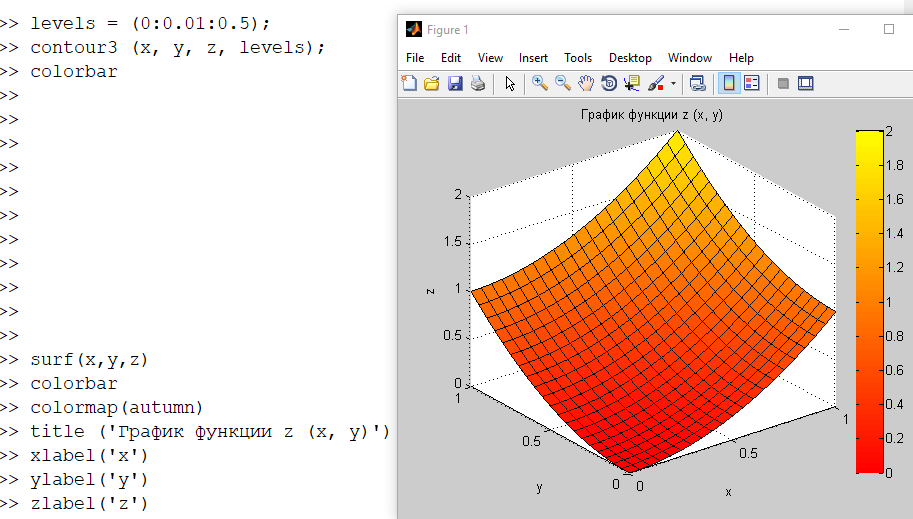 >> levels = (0:0.01:0.5);
>> contour3 (x, y, z, levels);
>> colorbar
>>
>>
>>
>>
>>
>>
>>
>>
>>
>>
>>
>> surf(x,y,z)
>> colorbar
>> colormap(autumn)
>> title ('График функции z (x, y)')
>> xlabel('x')
>> ylabel('y')
>> zlabel('z')
Figure 1
File Edit View Insert Tools Desktop Window Help
График функции z (x, y)
2
1.5
1
0.5
0
z
1
0.5
0
y
0
0.5
1
x
2
1.8
1.6
1.4
1.2
1
0.8
0.6
0.4
0.2
0